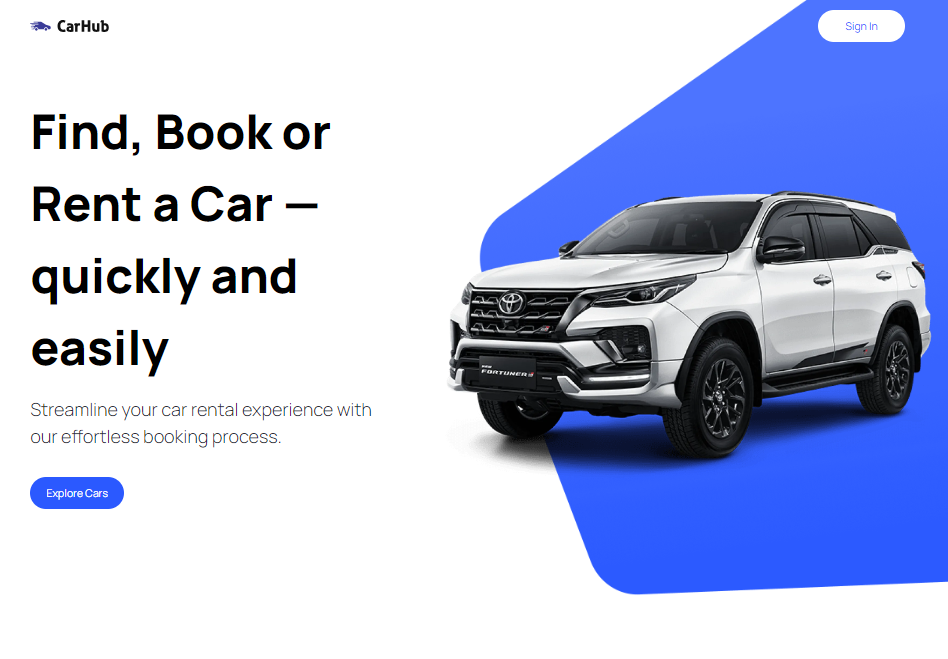 CarHub
Sign In
Find, Book or
Rent a Car —
quickly and
easily
Streamline your car rental experience with
our effortless booking process.
Explore Cars
FORTUNER